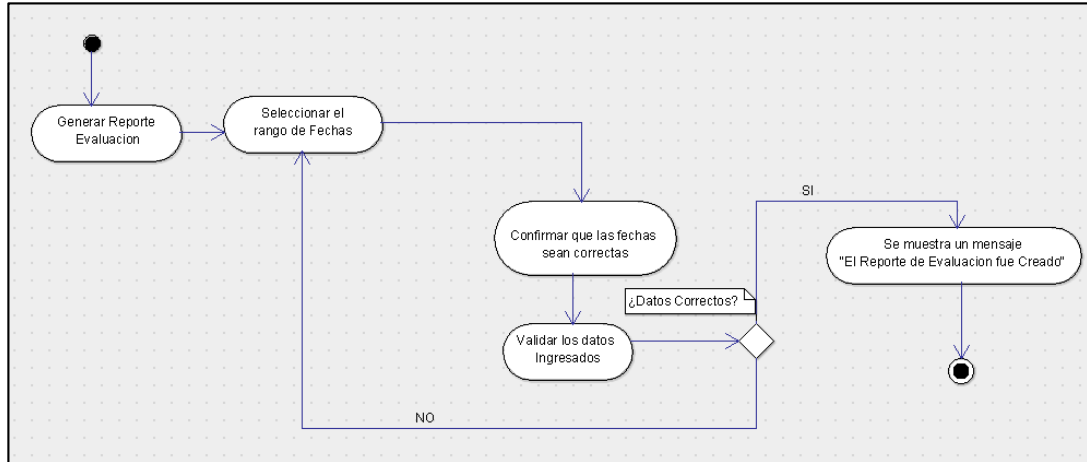 Generar Reporte
Evaluacion
Seleccionar el
rango de Fechas
Confirmar que las fechas
sean correctas
Validar los datos
Ingresados
¿Datos Correctos?
SI
Se muestra un mensaje
"El Reporte de Evaluacion fue Creado"
NO